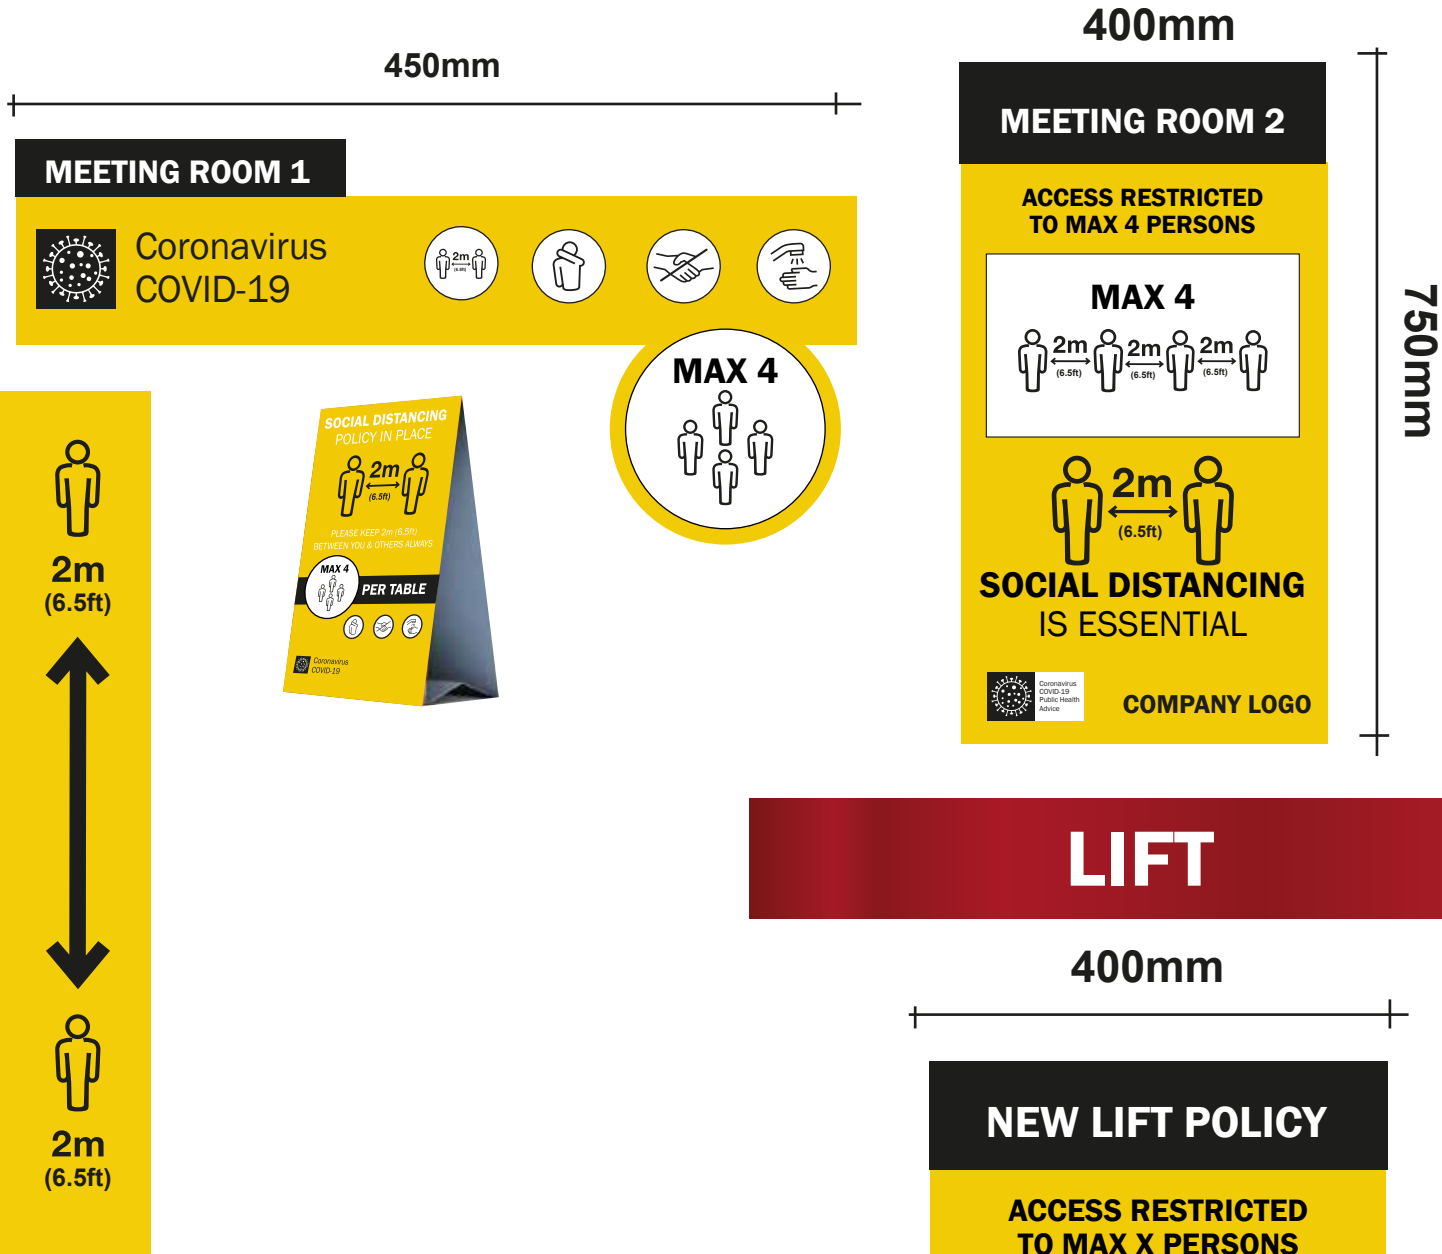 450mm
MEETING ROOM 1
Coronavirus
COVID-19
2m
(6.5ft)
MAX 4
2m
(6.5ft)
2m
(6.5ft)
SOCIAL DISTANCING
POLICY IN PLACE
2m
(6.5ft)
PLEASE KEEP 2m (6.5ft)
BETWEEN YOU & OTHERS ALWAYS
MAX 4
PER TABLE
Coronavirus
COVID-19
400mm
750mm
MEETING ROOM 2
ACCESS RESTRICTED
TO MAX 4 PERSONS
MAX 4
2m 2m 2m
(6.5ft) (6.5ft) (6.5ft)
2m
(6.5ft)
SOCIAL DISTANCING
IS ESSENTIAL
Coronavirus
COVID-19
Public Health
Advice
COMPANY LOGO
LIFT
400mm
NEW LIFT POLICY
ACCESS RESTRICTED
TO MAX X PERSONS